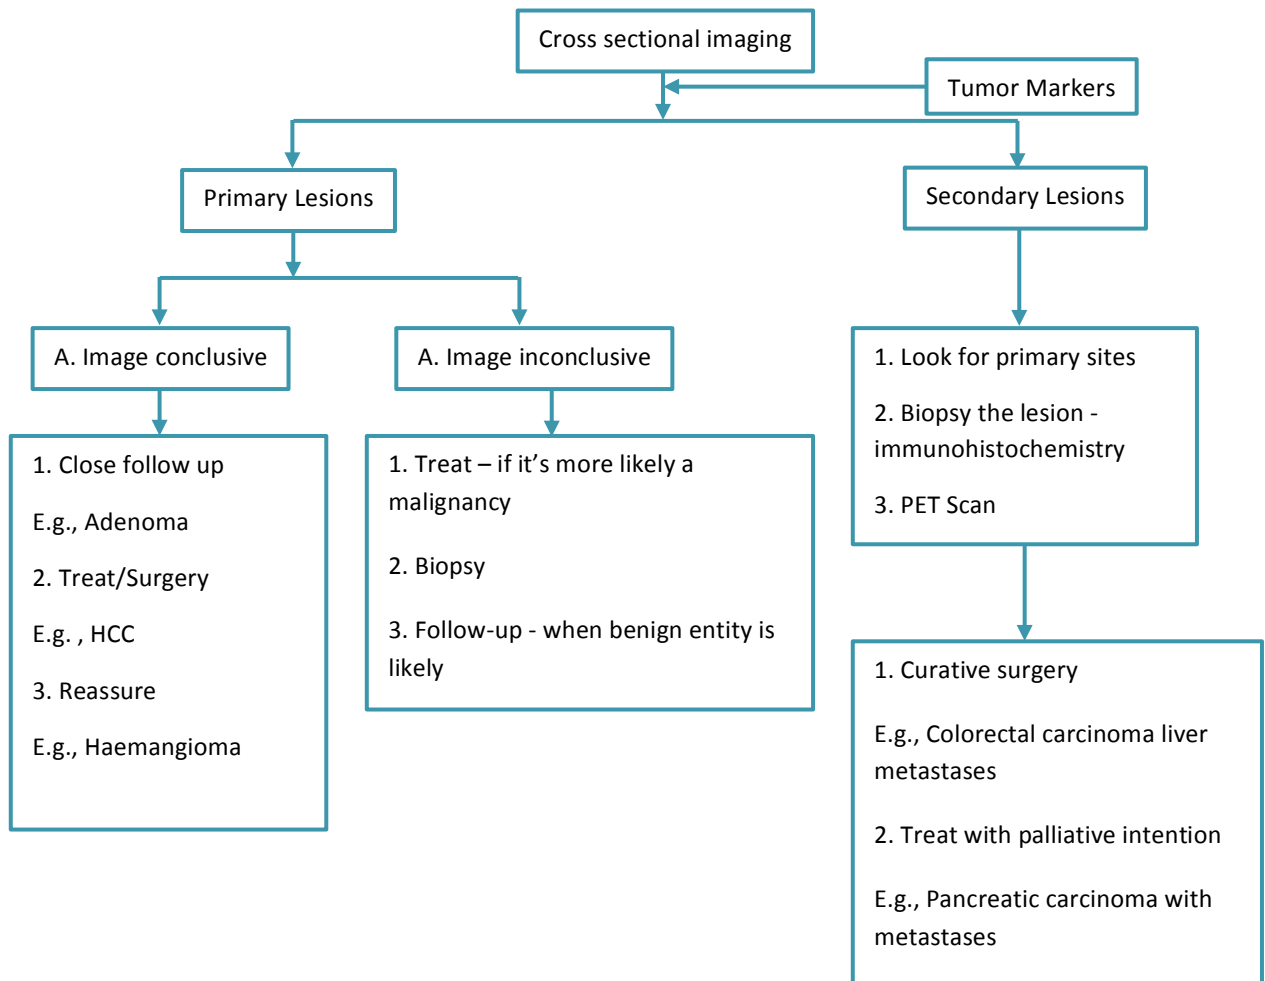 Cross sectional imaging
Tumor Markers
Primary Lesions
Secondary Lesions
A. Image conclusive
A. Image inconclusive
1. Close follow up
E.g., Adenoma
2. Treat/Surgery
E.g. , HCC
3. Reassure
E.g., Haemangioma
1. Treat – if it’s more likely a
malignancy
2. Biopsy
3. Follow-up - when benign entity is
likely
1. Look for primary sites
2. Biopsy the lesion -
immunohistochemistry
3. PET Scan
1. Curative surgery
E.g., Colorectal carcinoma liver
metastases
2. Treat with palliative intention
E.g., Pancreatic carcinoma with
metastases